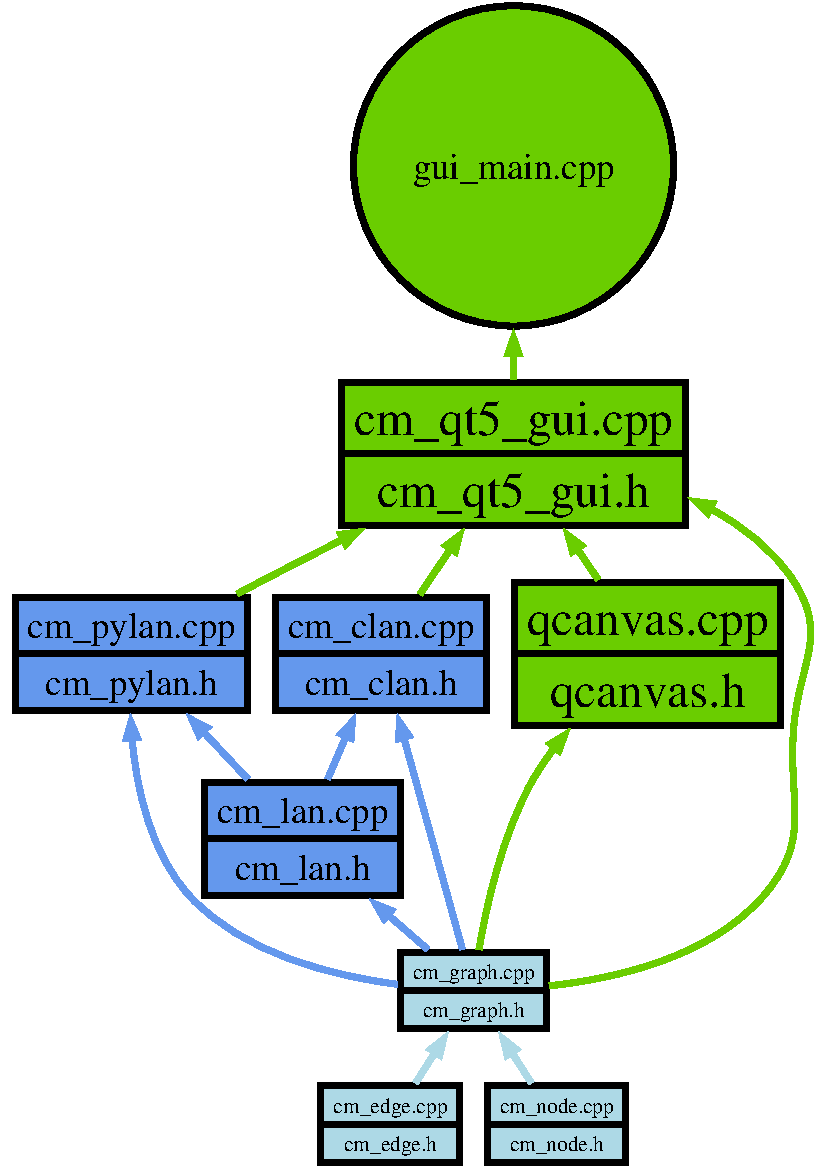 gui_main.cpp
cm_qt5_gui.cpp
cm_qt5_gui.h
cm_pylan.cpp
cm_pylan.h
cm_clan.cpp
cm_clan.h
qcanvas.cpp
qcanvas.h
cm_lan.cpp
cm_lan.h
cm_graph.cpp
cm_graph.h
cm_edge.cpp
cm_edge.h
cm_node.cpp
cm_node.h